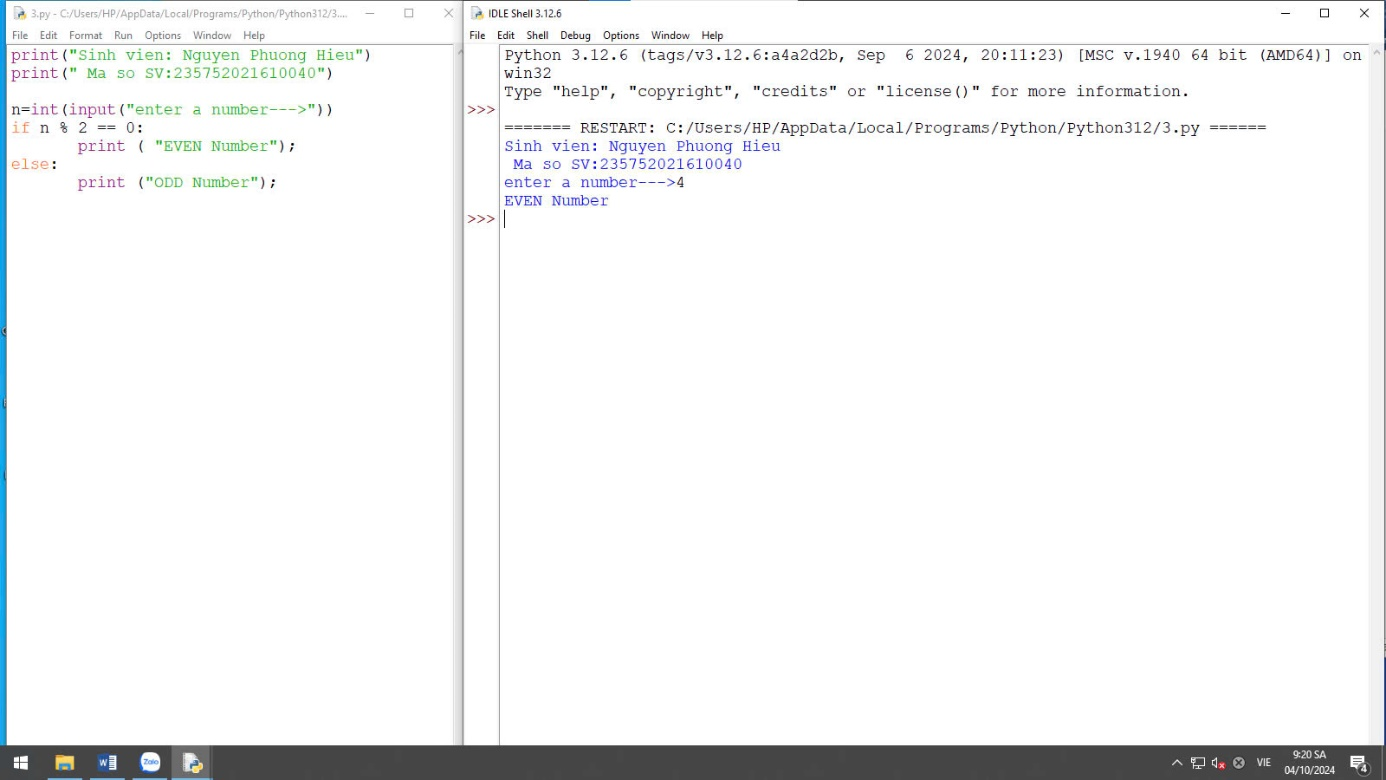 3.py - C:/Users/HP/AppData/Local/Programs/Python/Python312/3....
File Edit Format Run Options Window Help
print("Sinh vien: Nguyen Phuong Hieu")
print(" Ma so SV:235752021610040")
n=int(input("enter a number--->"))
if n % 2 == 0:
       print ( "EVEN Number");
else:
       print ("ODD Number");
IDLE Shell 3.12.6
File Edit Shell Debug Options Window Help
Python 3.12.6 (tags/v3.12.6:a4a2d2b, Sep  6 2024, 20:11:23) [MSC v.1940 64 bit (AMD64)] on
win32
Type "help", "copyright", "credits" or "license()" for more information.
>>>
======= RESTART: C:/Users/HP/AppData/Local/Programs/Python/Python312/3.py ======
Sinh vien: Nguyen Phuong Hieu
 Ma so SV:235752021610040
enter a number--->4
EVEN Number
>>>
Zalo
VIE
9:20 SA
04/10/2024
4